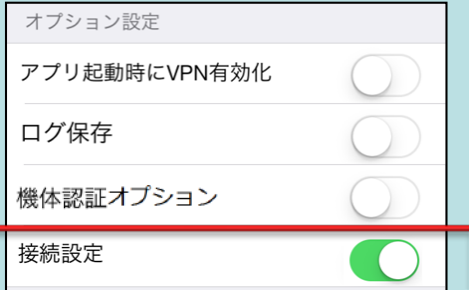 オプション設定
アプリ起動時にVPN有効化
ログ保存
機体認証オプション
接続設定